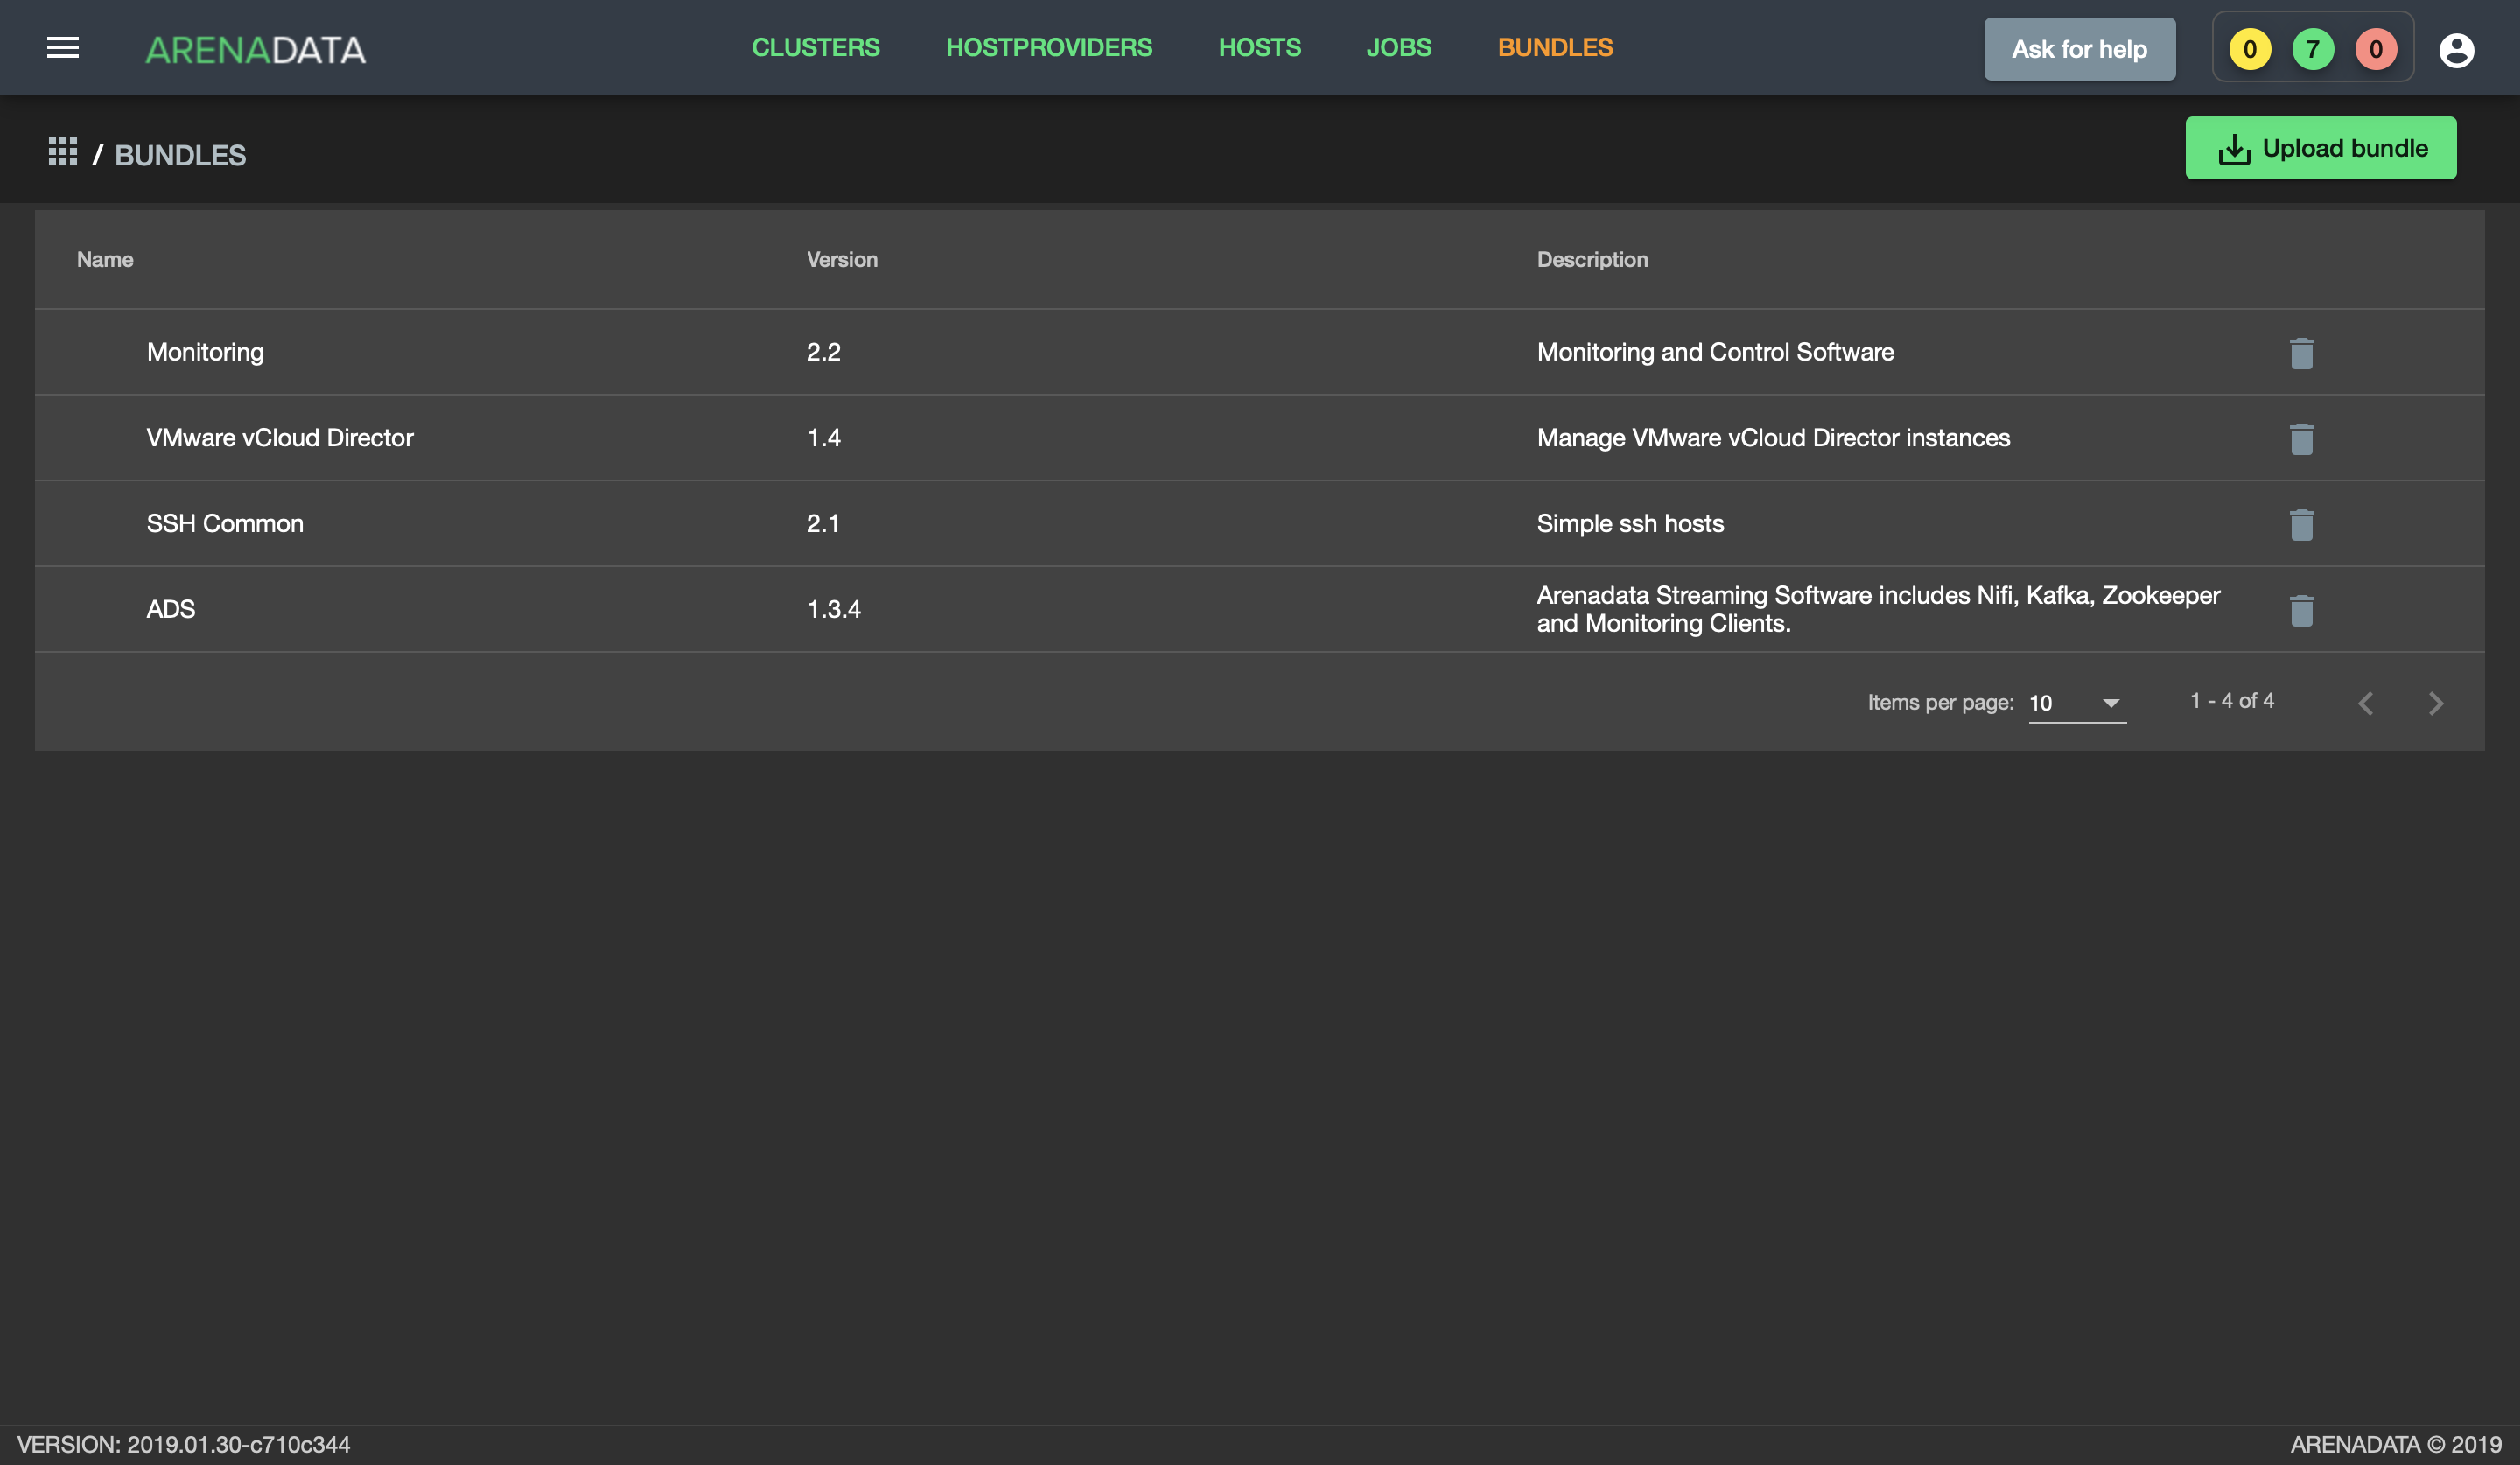 ARENADATA CLUSTERS HOSTPROVIDERS HOSTS JOBS BUNDLES Ask for help 0 7 0
/ BUNDLES Upload bundle
Name Version Description
Monitoring 2.2 Monitoring and Control Software
VMware vCloud Director 1.4 Manage VMware vCloud Director instances
SSH Common 2.1 Simple ssh hosts
ADS 1.3.4 Arenadata Streaming Software includes Nifi, Kafka, Zookeeper
and Monitoring Clients.
Items per page: 10 1 - 4 of 4
VERSION: 2019.01.30-c710c344 ARENADATA © 2019